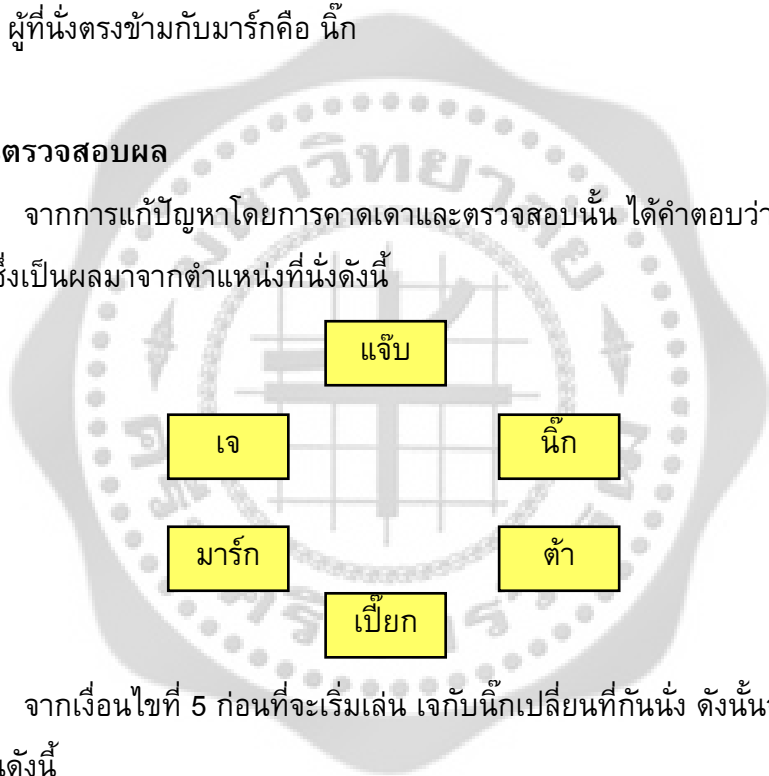 ผู้ที่นั่งตรงข้ามกับมาร์กคือ นิ๊ก
ตรวจสอบผล
จากการแก้ปัญหาโดยการคาดเดาและตรวจสอบนั้น ได้คำตอบว่า
ซึ่งเป็นผลมาจากตำแหน่งที่นั่งดังนี้
แจ๊บ
เจ นิ๊ก
มาร์ก ต้า
เปี๊ยก
จากเงื่อนไขที่ 5 ก่อนที่จะเริ่มเล่น เจกับนิ๊กเปลี่ยนที่กันนั่ง ดังนั้น
ดังนี้